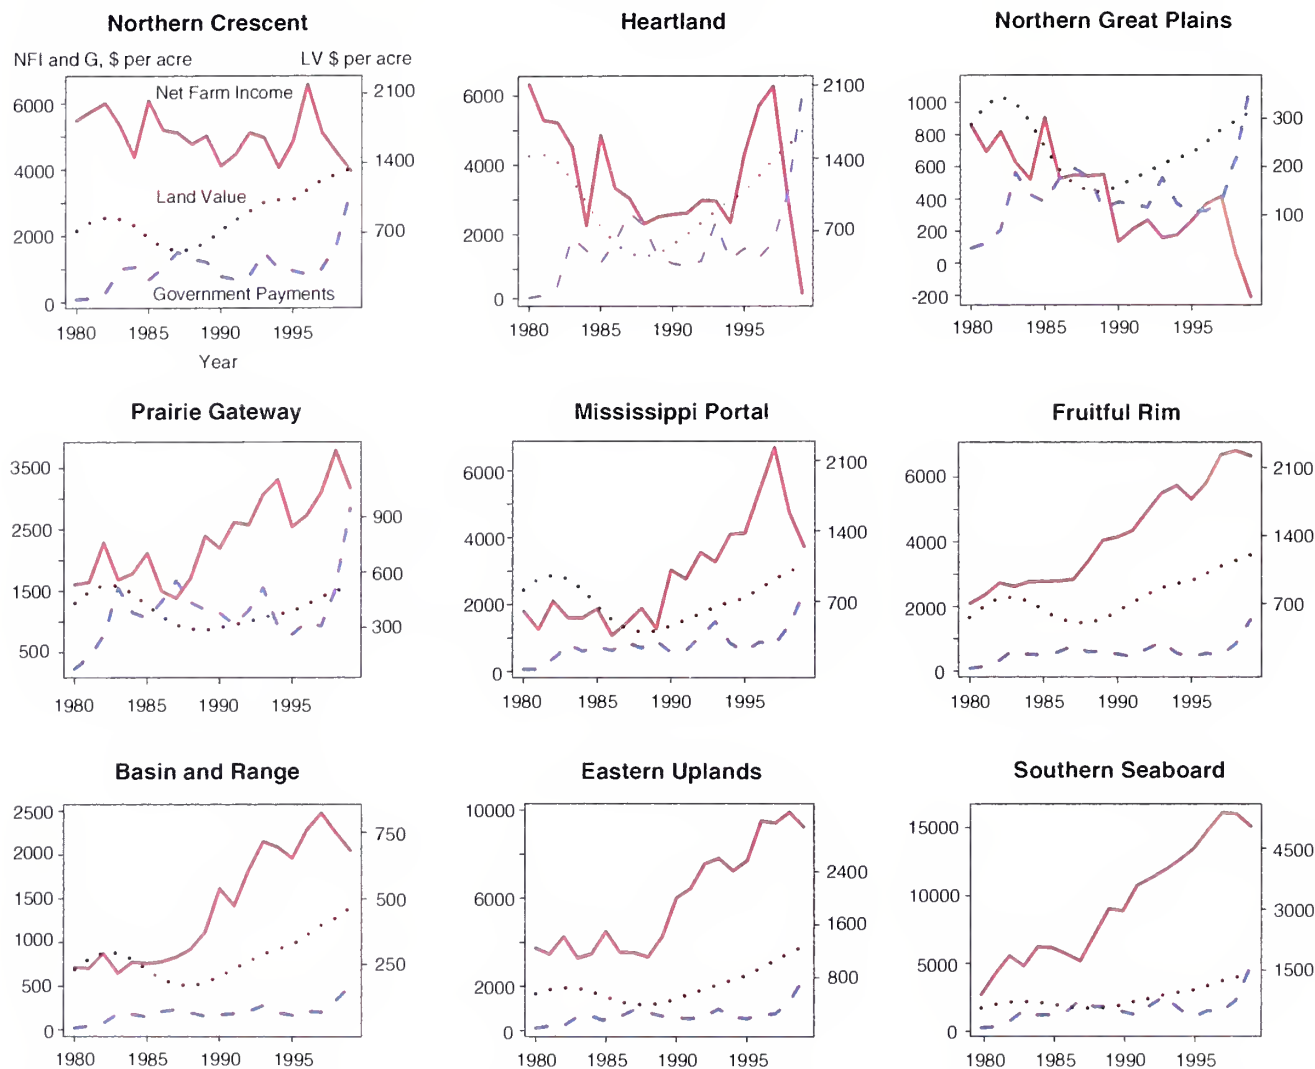 Northern Crescent
NFI and G, $ per acre
LV $ per acre
Net Farm Income
Land Value
Government Payments
6000
4000
2000
0
2100
1400
700
1980 1985 1990 1995
Year
Heartland
6000
4000
2000
0
2100
1400
700
1980 1985 1990 1995
Northern Great Plains
1000
800
600
400
200
0
-200
300
200
100
1980 1985 1990 1995
Prairie Gateway
3500
2500
1500
500
900
600
300
1980 1985 1990 1995
Mississippi Portal
6000
4000
2000
0
2100
1400
700
1980 1985 1990 1995
Fruitful Rim
6000
4000
2000
0
2100
1400
700
1980 1985 1990 1995
Basin and Range
2500
2000
1500
1000
500
0
750
500
250
1980 1985 1990 1995
Eastern Uplands
10000
6000
2000
0
2400
1600
800
1980 1985 1990 1995
Southern Seaboard
15000
10000
5000
0
4500
3000
1500
1980 1985 1990 1995